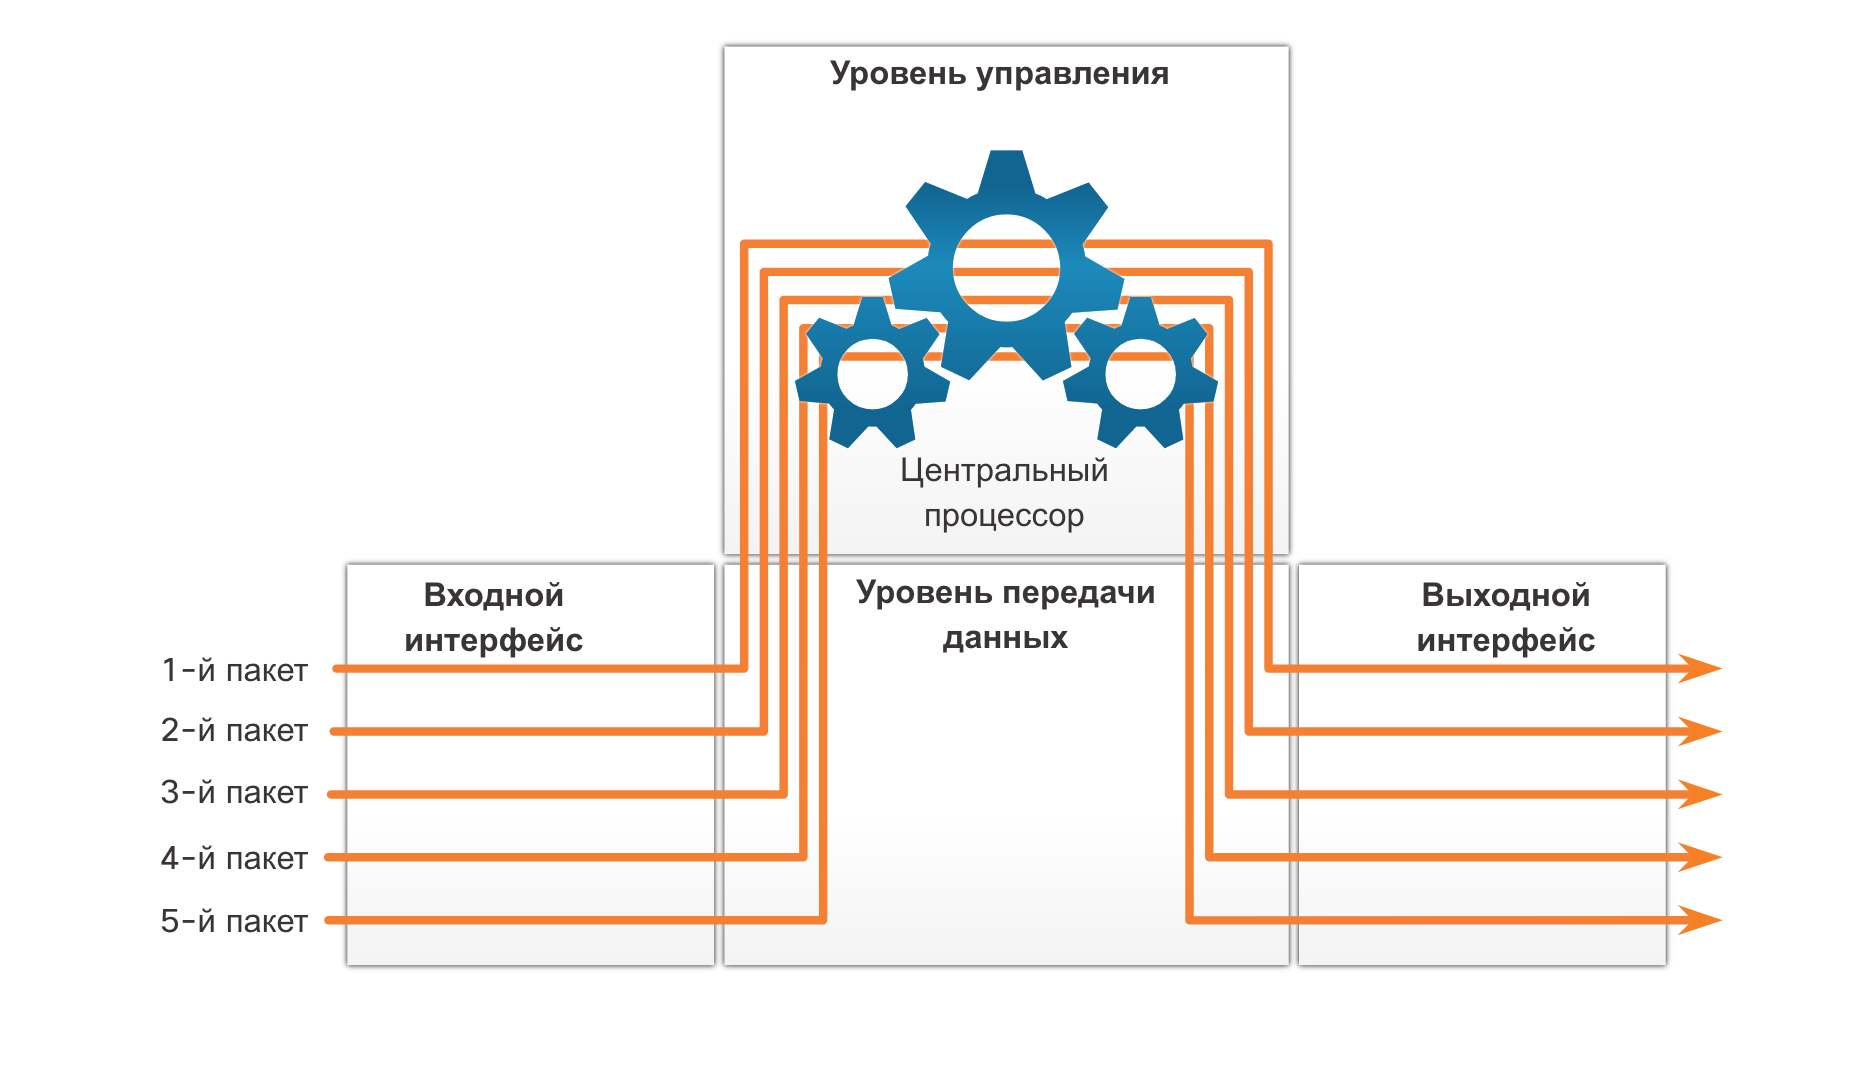 Уровень управления
Центральный
процессор
Входной
интерфейс
Уровень передачи
данных
Выходной
интерфейс
1-й пакет
2-й пакет
3-й пакет
4-й пакет
5-й пакет